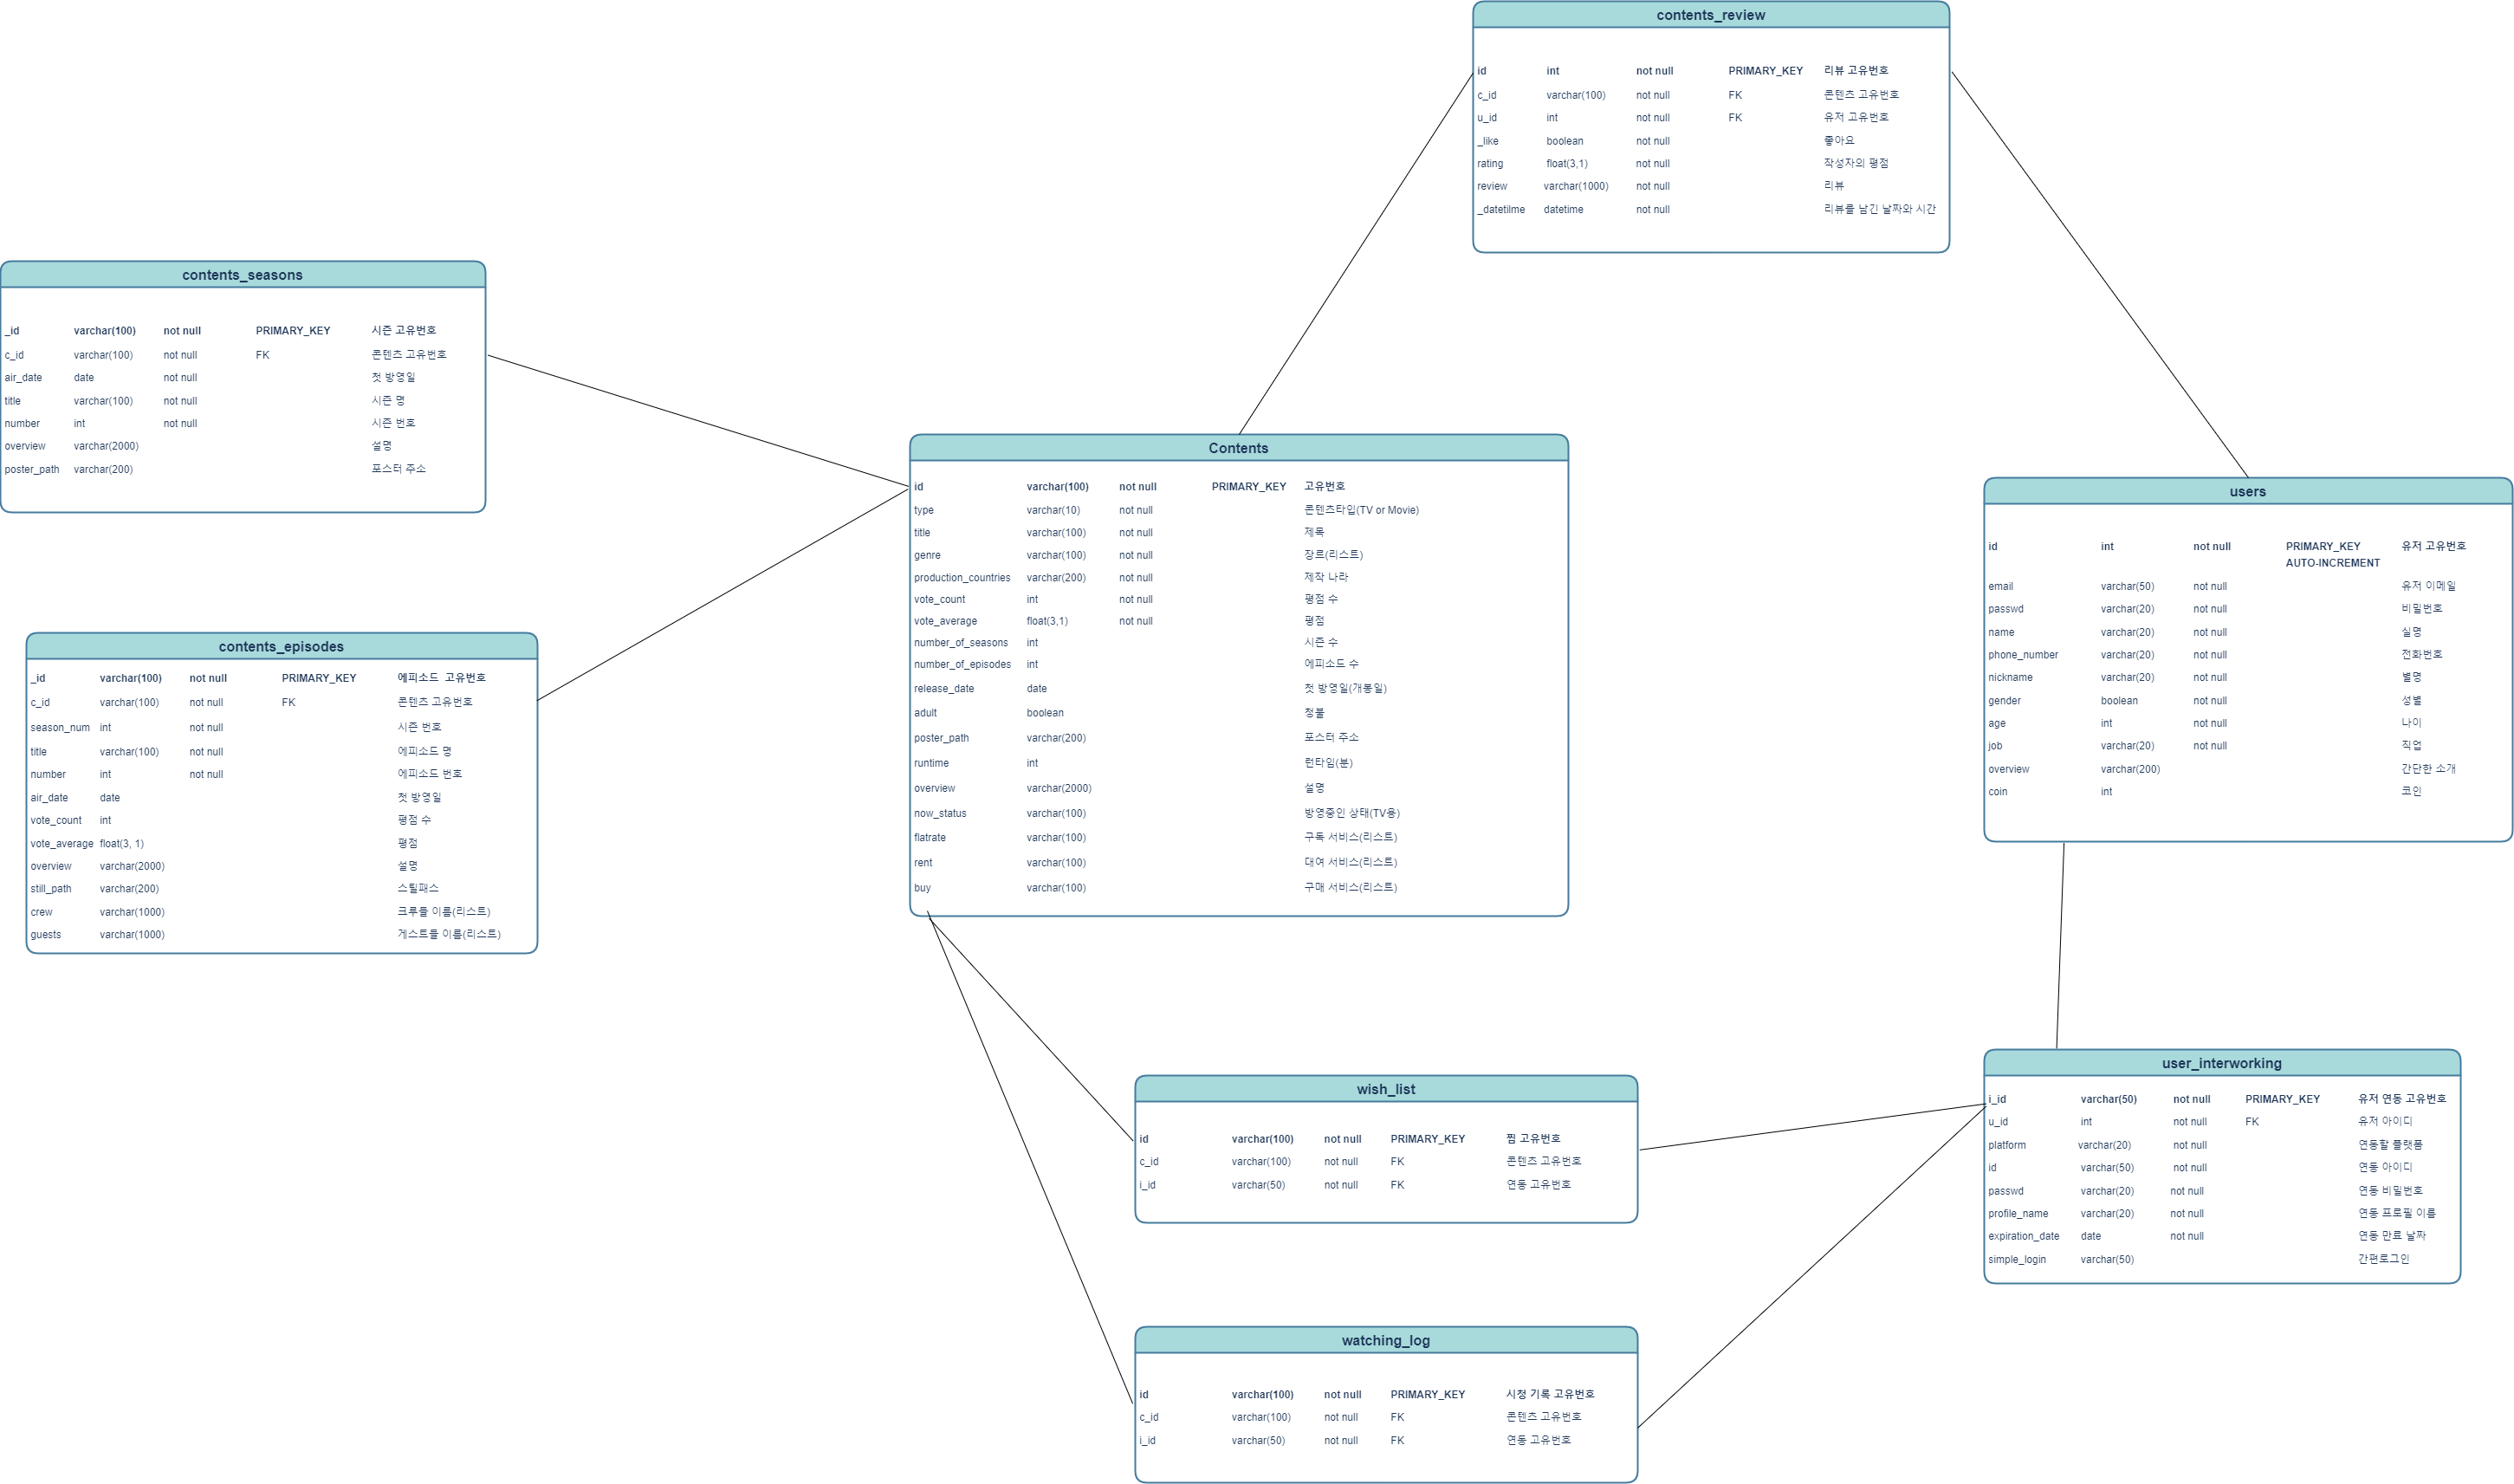 contents_review
id int not null PRIMARY_KEY 리뷰 고유번호
c_id varchar(100) not null FK 콘텐츠 고유번호
u_id int not null FK 유저 고유번호
_like boolean not null 좋아요
rating float(3,1) not null 작성자의 평점
review varchar(1000) not null 리뷰
_datetilme datetime not null 리뷰를 남긴 날짜와 시간
contents_seasons
_id varchar(100) not null PRIMARY_KEY 시즌 고유번호
c_id varchar(100) not null FK 콘텐츠 고유번호
air_date date not null 첫 방영일
title varchar(100) not null 시즌 명
number int not null 시즌 번호
overview varchar(2000) 설명
poster_path varchar(200) 포스터 주소
Contents
id varchar(100) not null PRIMARY_KEY 고유번호
type varchar(10) not null 콘텐츠타입(TV or Movie)
title varchar(100) not null 제목
genre varchar(100) not null 장르(리스트)
production_countries varchar(200) not null 제작 나라
vote_count int not null 평점 수
vote_average float(3,1) not null 평점
number_of_seasons int 시즌 수
number_of_episodes int 에피소드 수
release_date date 첫 방영일(개봉일)
adult boolean 청불
poster_path varchar(200) 포스터 주소
runtime int 런타임(분)
overview varchar(2000) 설명
now_status varchar(100) 방영중인 상태(TV용)
flatrate varchar(100) 구독 서비스(리스트)
rent varchar(100) 대여 서비스(리스트)
buy varchar(100) 구매 서비스(리스트)
users
id int not null PRIMARY_KEY 유저 고유번호
AUTO-INCREMENT
email varchar(50) not null 유저 이메일
passwd varchar(20) not null 비밀번호
name varchar(20) not null 실명
phone_number varchar(20) not null 전화번호
nickname varchar(20) not null 별명
gender boolean not null 성별
age int not null 나이
job varchar(20) not null 직업
overview varchar(200) 간단한 소개
coin int 코인
contents_episodes
_id varchar(100) not null PRIMARY_KEY 에피소드 고유번호
c_id varchar(100) not null FK 콘텐츠 고유번호
season_num int not null 시즌 번호
title varchar(100) not null 에피소드 명
number int not null 에피소드 번호
air_date date 첫 방영일
vote_count int 평점 수
vote_average float(3, 1) 평점
overview varchar(2000) 설명
still_path varchar(200) 스틸패스
crew varchar(1000) 크루들 이름(리스트)
guests varchar(1000) 게스트들 이름(리스트)
user_interworking
i_id varchar(50) not null PRIMARY_KEY 유저 연동 고유번호
u_id int not null FK 유저 아이디
platform varchar(20) not null 연동할 플랫폼
id varchar(50) not null 연동 아이디
passwd varchar(20) not null 연동 비밀번호
profile_name varchar(20) not null 연동 프로필 이름
expiration_date date not null 연동 만료 날짜
simple_login varchar(50) 간편로그인
wish_list
id varchar(100) not null PRIMARY_KEY 찜 고유번호
c_id varchar(100) not null FK 콘텐츠 고유번호
i_id varchar(50) not null FK 연동 고유번호
watching_log
id varchar(100) not null PRIMARY_KEY 시청 기록 고유번호
c_id varchar(100) not null FK 콘텐츠 고유번호
i_id varchar(50) not null FK 연동 고유번호